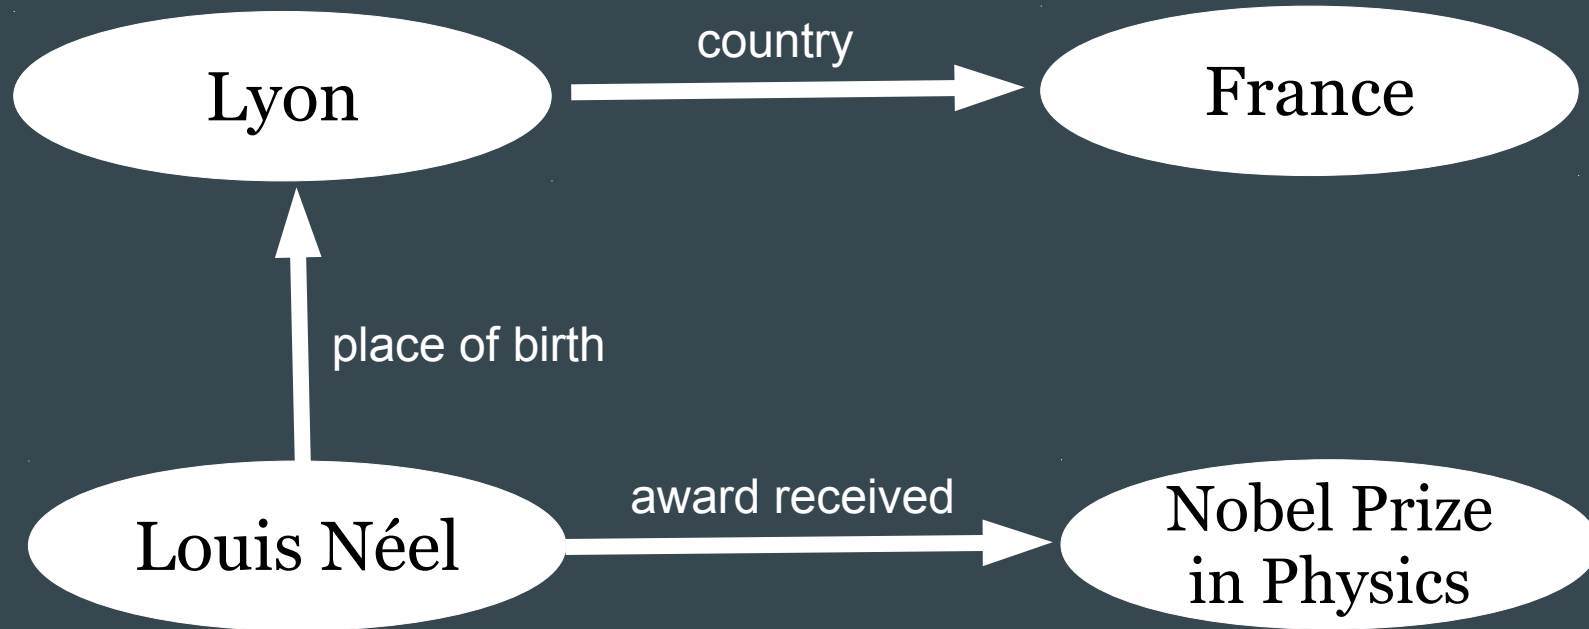 Lyon
country
France
place of birth
Louis Néel
award received
Nobel Prize
in Physics